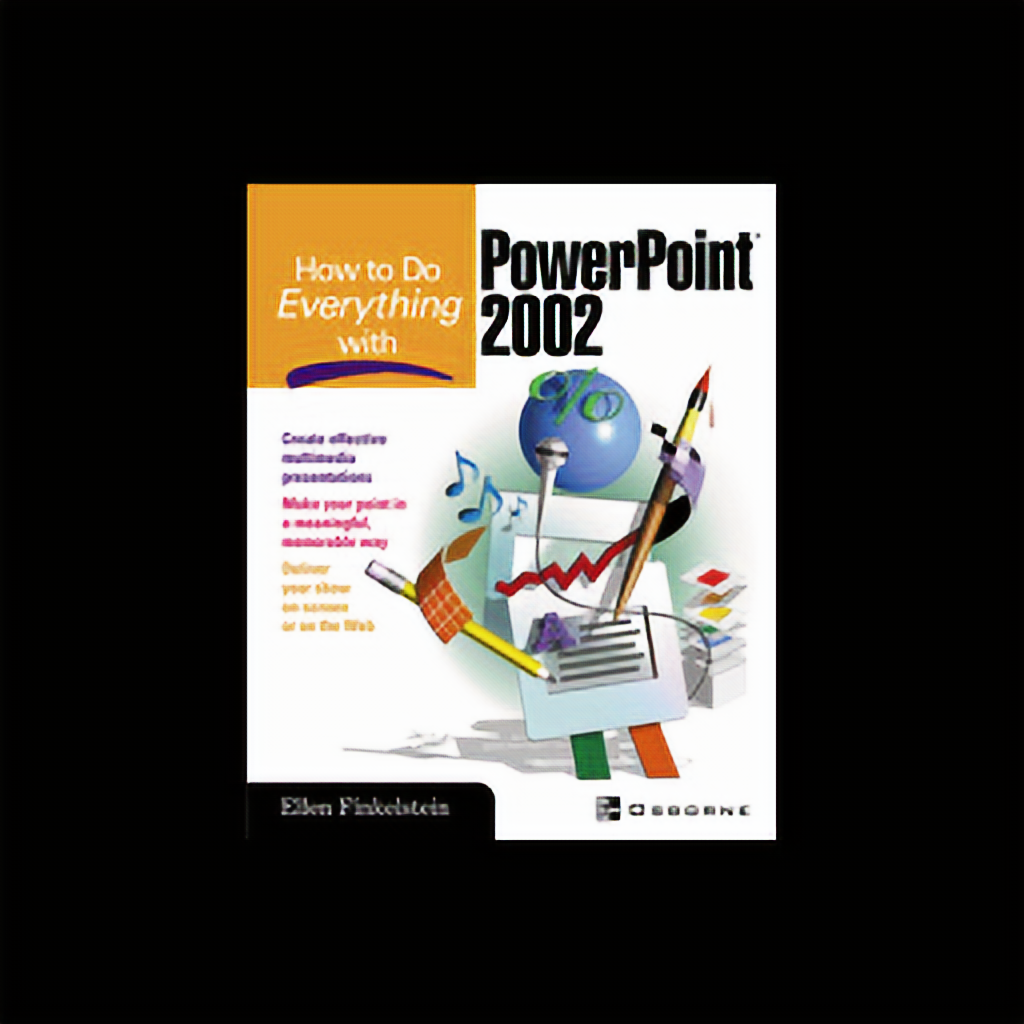 How to Do
Everything
with
PowerPoint
2002
%
Create effective
multimedia
presentations
Make your point in
a meaningful,
memorable way
Deliver
your show
on screen
or on the Web
A
Ellen Finkelstein
OSBORNE